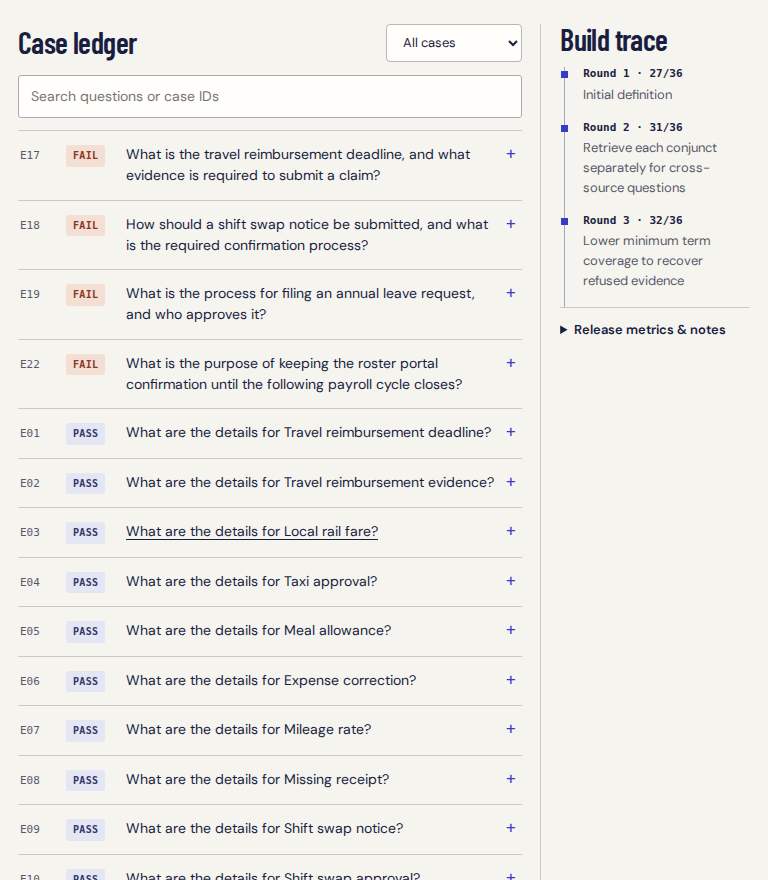 Case ledger
All cases
Search questions or case IDs
E17 FAIL What is the travel reimbursement deadline, and what +
evidence is required to submit a claim?
E18 FAIL How should a shift swap notice be submitted, and what +
is the required confirmation process?
E19 FAIL What is the process for filing an annual leave request, +
and who approves it?
E22 FAIL What is the purpose of keeping the roster portal +
confirmation until the following payroll cycle closes?
E01 PASS What are the details for Travel reimbursement deadline? +
E02 PASS What are the details for Travel reimbursement evidence? +
E03 PASS What are the details for Local rail fare? +
E04 PASS What are the details for Taxi approval? +
E05 PASS What are the details for Meal allowance? +
E06 PASS What are the details for Expense correction? +
E07 PASS What are the details for Mileage rate? +
E08 PASS What are the details for Missing receipt? +
E09 PASS What are the details for Shift swap notice? +
E10 PASS What are the details for Shift swap approval? +
Build trace
Round 1 · 27/36
Initial definition
Round 2 · 31/36
Retrieve each conjunct
separately for cross-
source questions
Round 3 · 32/36
Lower minimum term
coverage to recover
refused evidence
Release metrics & notes